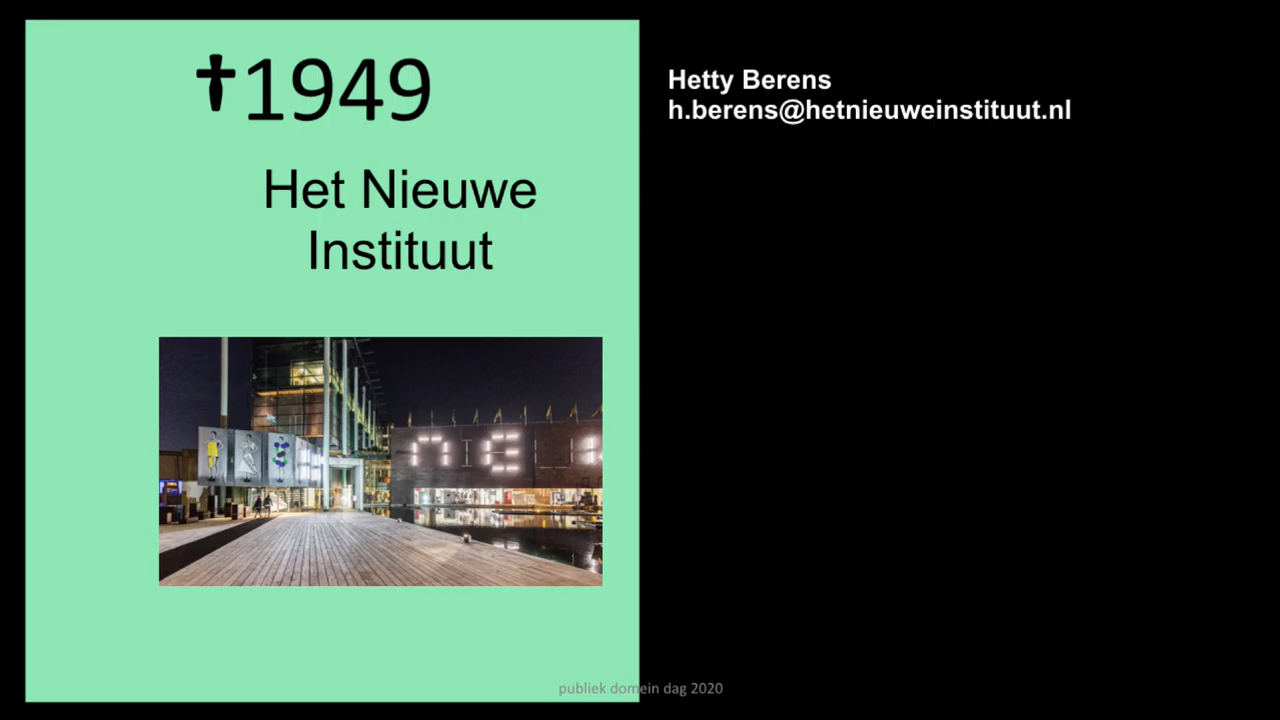 ✝1949
Het Nieuwe
Instituut
Hetty Berens
h.berens@hetnieuweinstituut.nl
publiek domein dag 2020